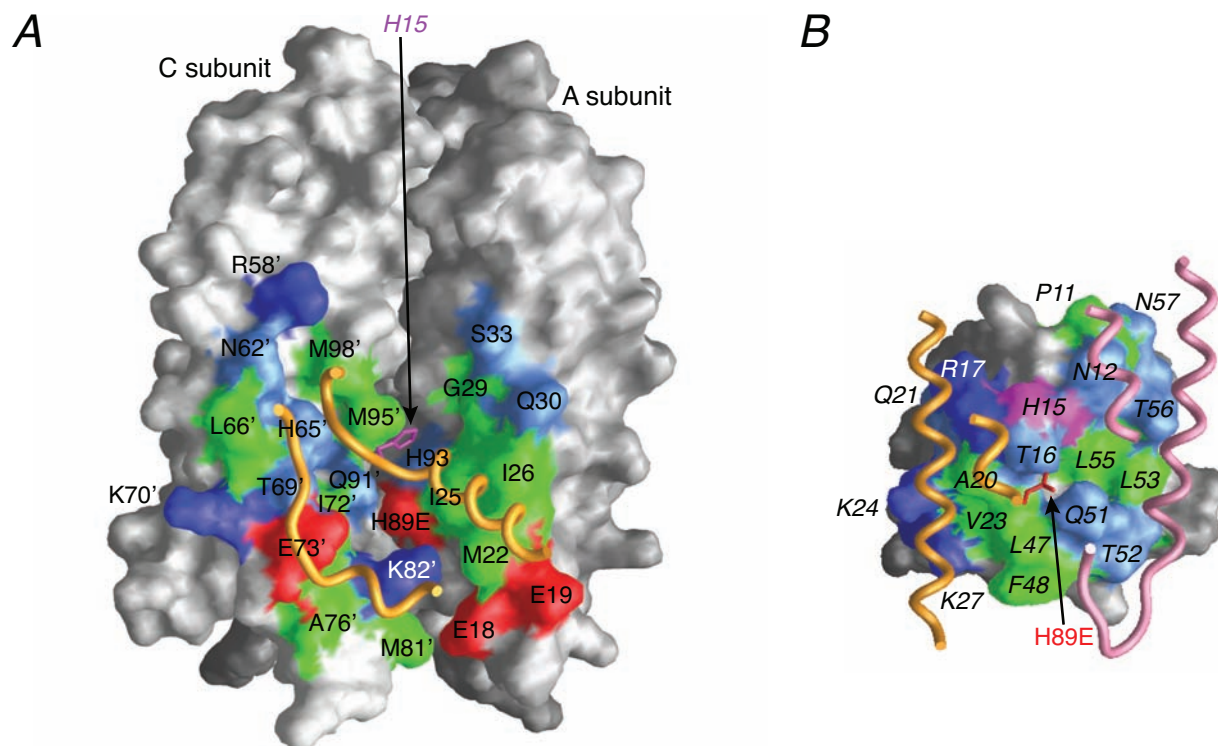 A
H15
B
C subunit
A subunit
R58’
N62’
M98’
S33
G29
Q30
L66’
H65’
M95’
H93
I26
K70’
T69’
Q91’
I72’
I25
H89E
E73’
M22
K82’
E19
A76’
E18
M81’
P11
N57
R17
N12
Q21
H15
T56
T16
L55
A20
L53
K24
V23
Q51
L47
T52
F48
K27
H89E